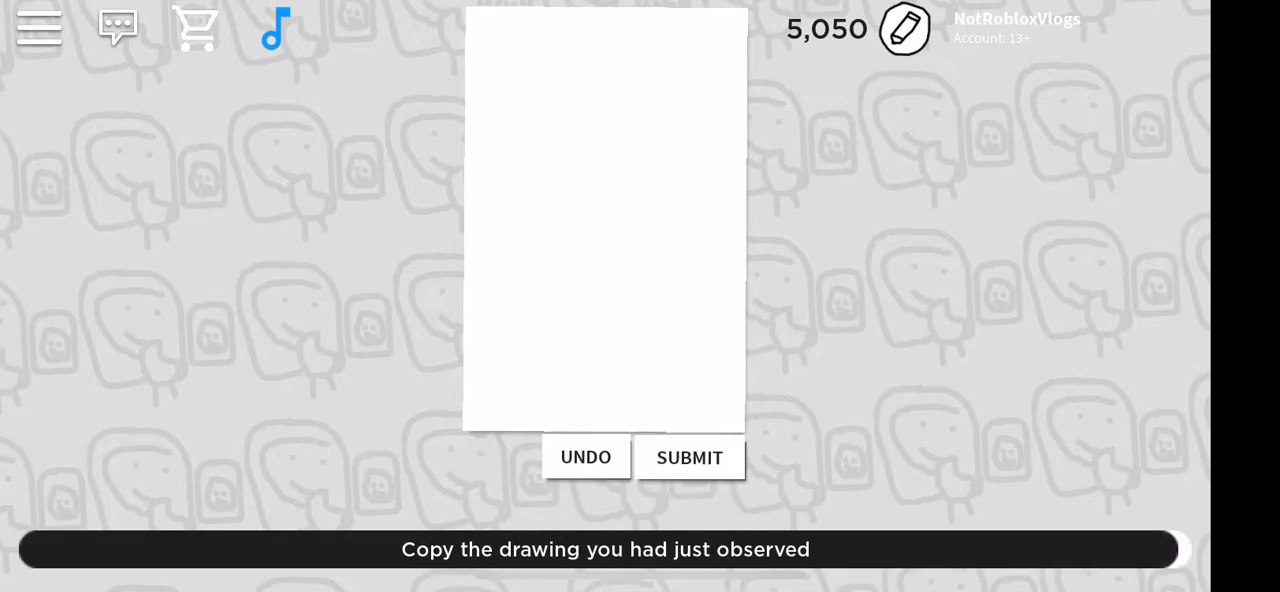 5,050
NotRobloxVlogs
Account: 13+
UNDO
SUBMIT
Copy the drawing you had just observed